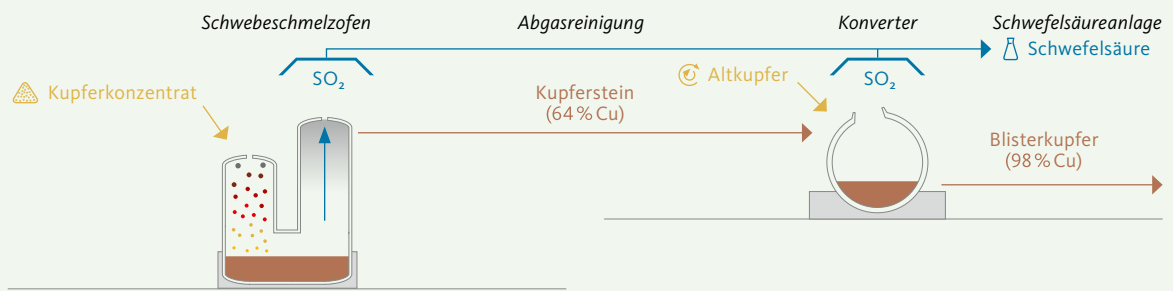 Schwebeschmelzofen
Abgasreinigung
Konverter
Schwefelsäureanlage
Schwefelsäure
SO₂
SO₂
Kupferkonzentrat
Altkupfer
Kupferstein
(64 % Cu)
Blisterkupfer
(98 % Cu)